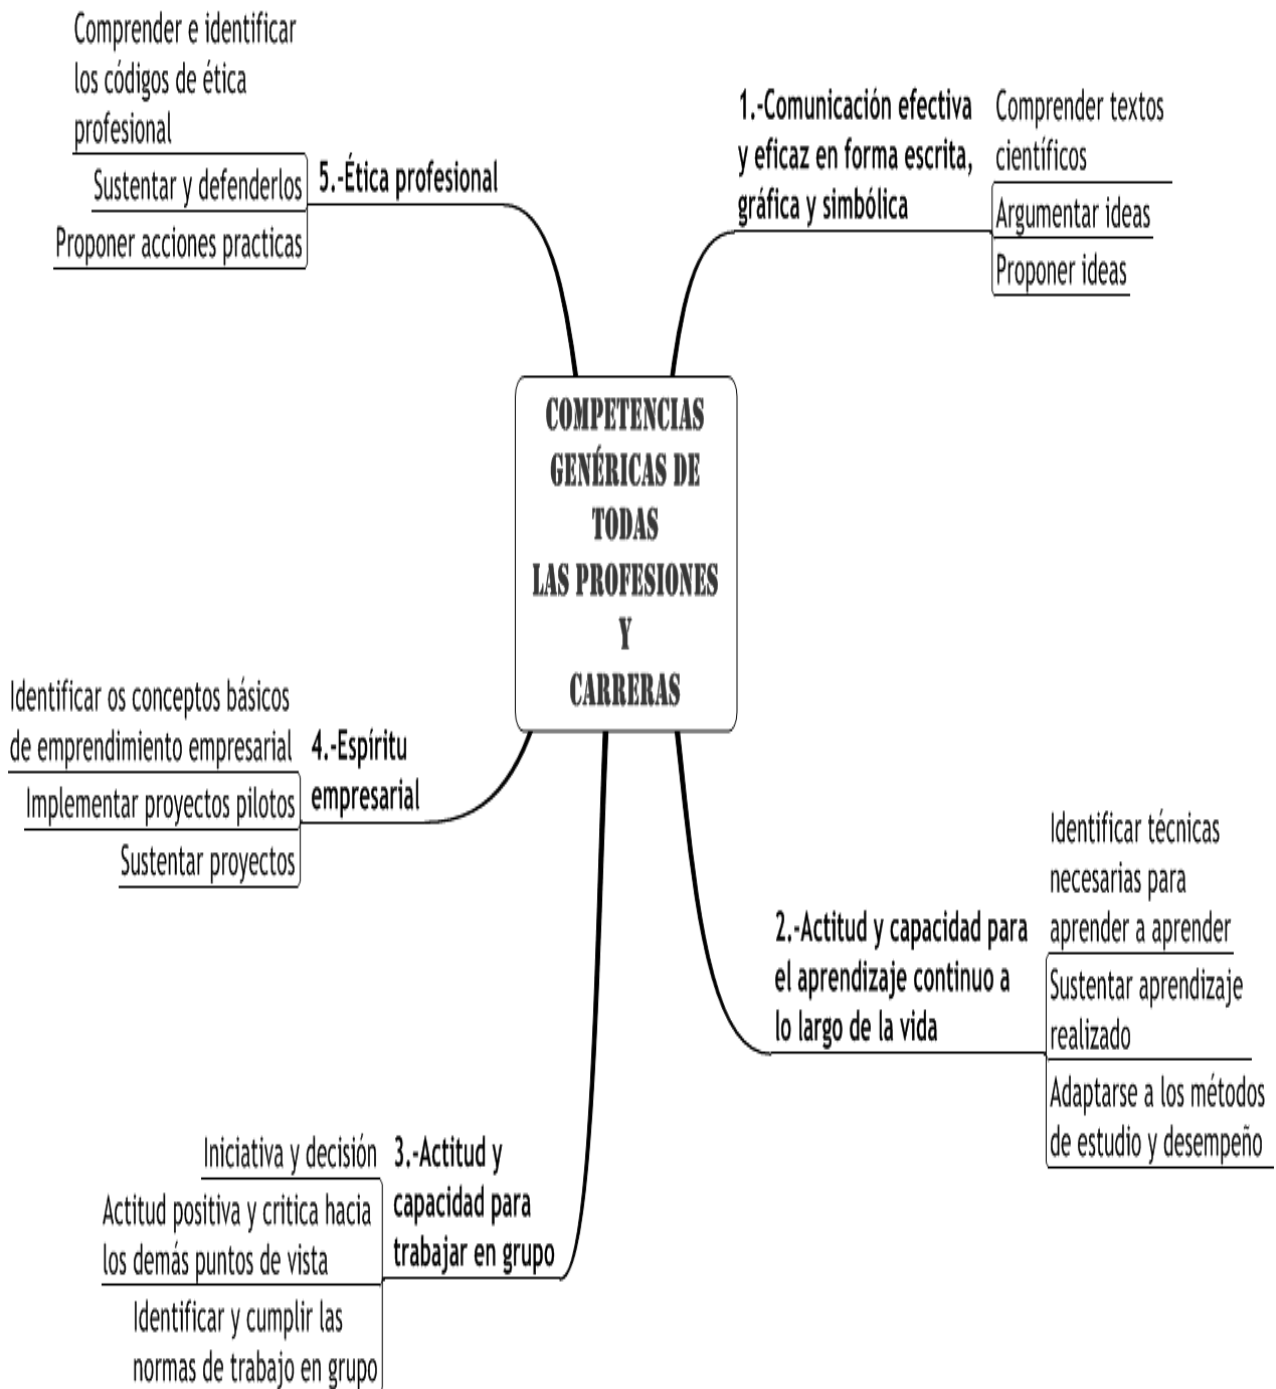 COMPETENCIAS
GENÉRICAS DE
TODAS
LAS PROFESIONES
Y
CARRERAS
1.-Comunicación efectiva
y eficaz en forma escrita,
gráfica y simbólica
Comprender textos
científicos
Argumentar ideas
Proponer ideas
2.-Actitud y capacidad para
el aprendizaje continuo a
lo largo de la vida
Identificar técnicas
necesarias para
aprender a aprender
Sustentar aprendizaje
realizado
Adaptarse a los métodos
de estudio y desempeño
3.-Actitud y
capacidad para
trabajar en grupo
Iniciativa y decisión
Actitud positiva y critica hacia
los demás puntos de vista
Identificar y cumplir las
normas de trabajo en grupo
4.-Espíritu
empresarial
Identificar os conceptos básicos
de emprendimiento empresarial
Implementar proyectos pilotos
Sustentar proyectos
5.-Ética profesional
Comprender e identificar
los códigos de ética
profesional
Sustentar y defenderlos
Proponer acciones practicas